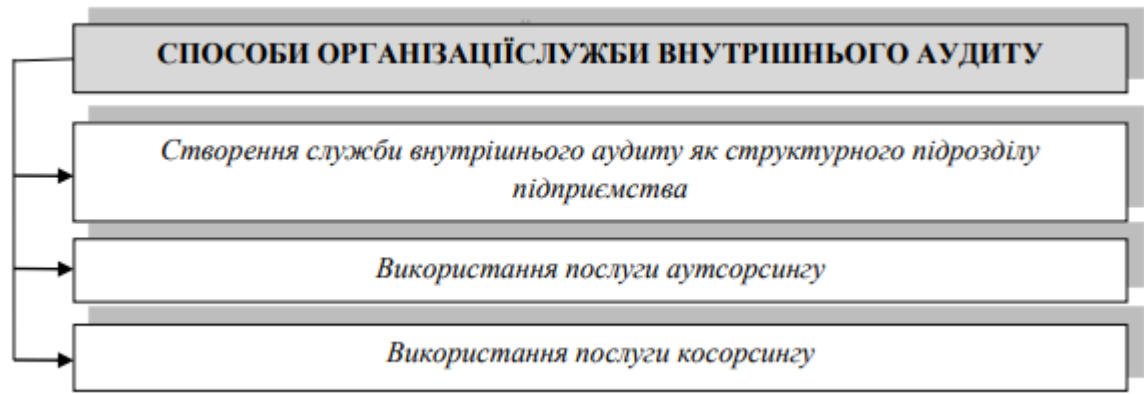 СПОСОБИ ОРГАНІЗАЦІЇСЛУЖБИ ВНУТРІШНЬОГО АУДИТУ
Створення служби внутрішнього аудиту як структурного підрозділу
підприємства
Використання послуги аутсорсингу
Використання послуги косорсингу